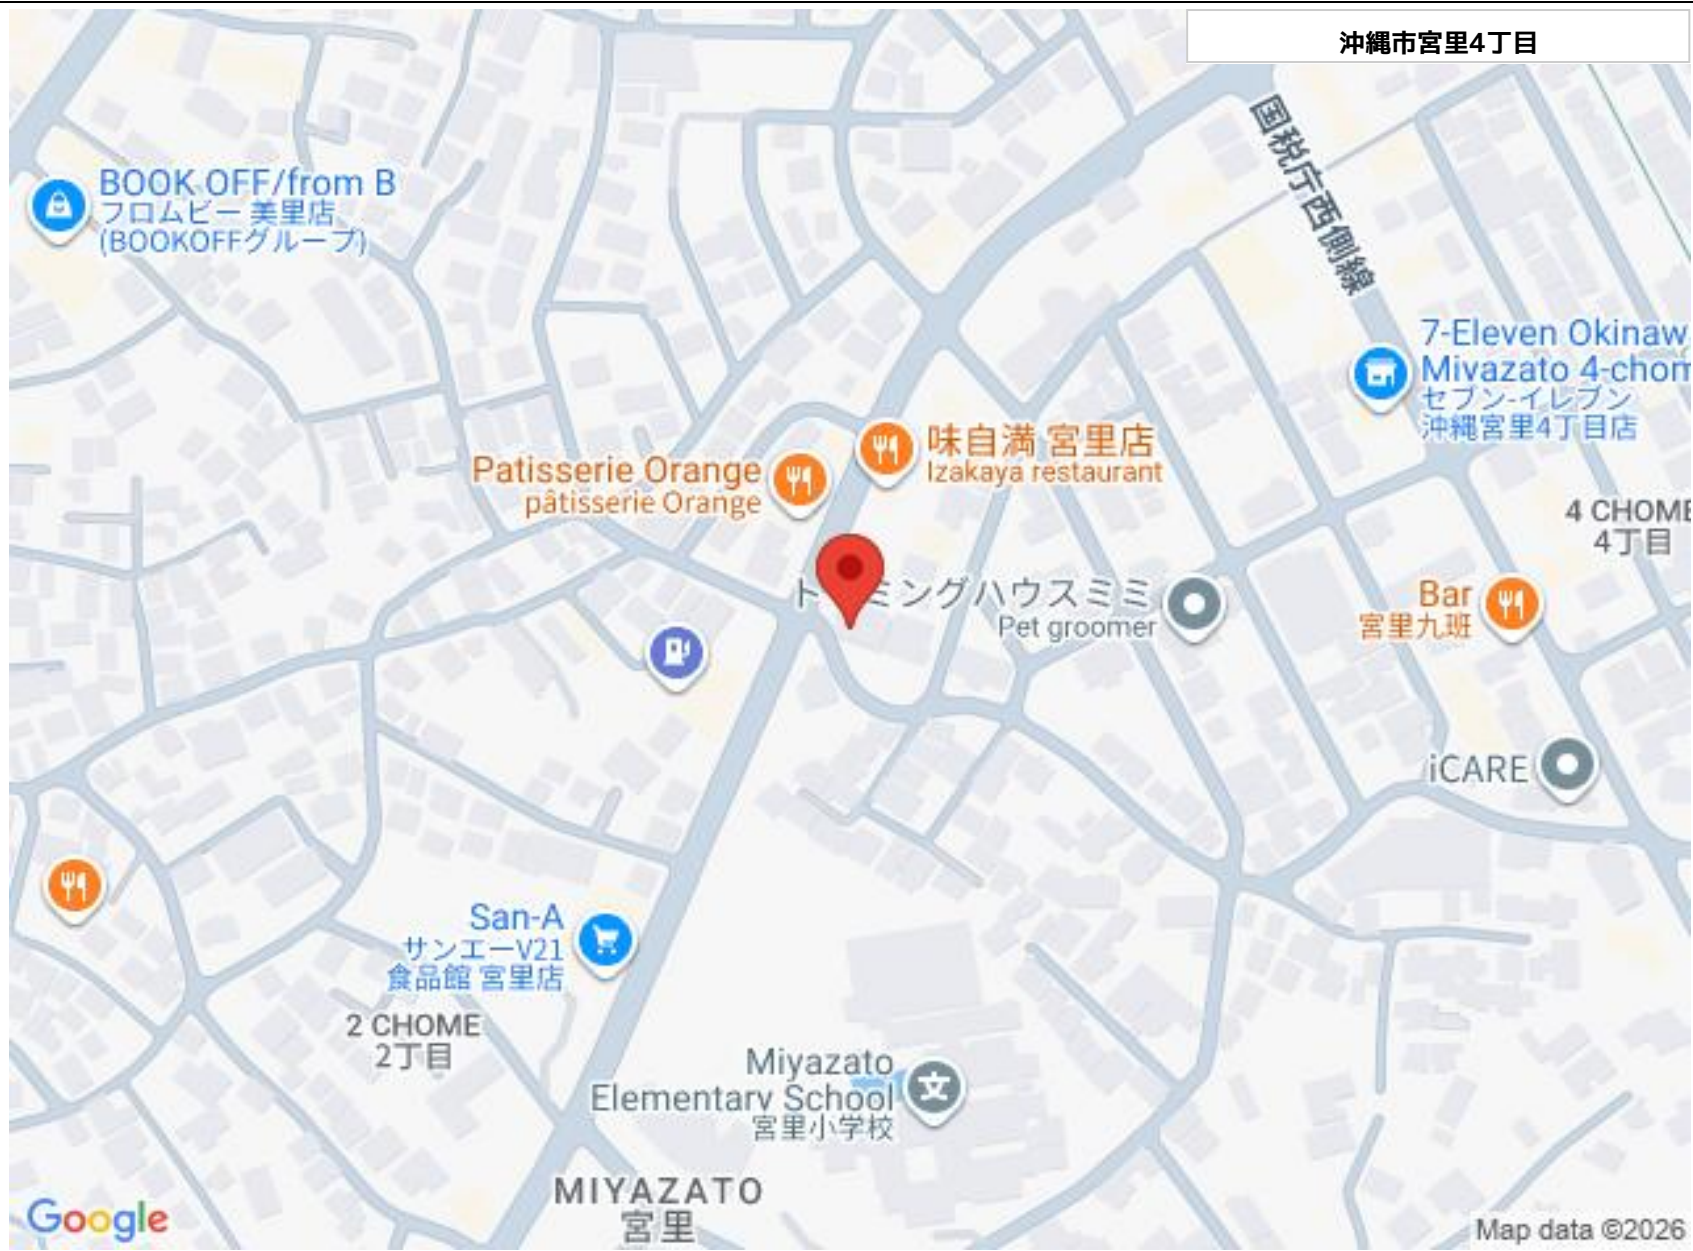 沖縄市宮里4丁目
国税庁西側線
BOOK OFF/from B
フロムビー 美里店
(BOOKOFFグループ)
7-Eleven Okinaw
Miyazato 4-chom
セブン-イレブン
沖縄宮里4丁目店
味自満 宮里店
Izakaya restaurant
Patisserie Orange
pâtisserie Orange
4 CHOME
4丁目
ト ミングハウスミミ
Pet groomer
Bar
宮里九班
iCARE
San-A
サンエーV21
食品館 宮里店
2 CHOME
2丁目
Miyazato
Elementary School
宮里小学校
MIYAZATO
宮里
Google
Map data ©2026